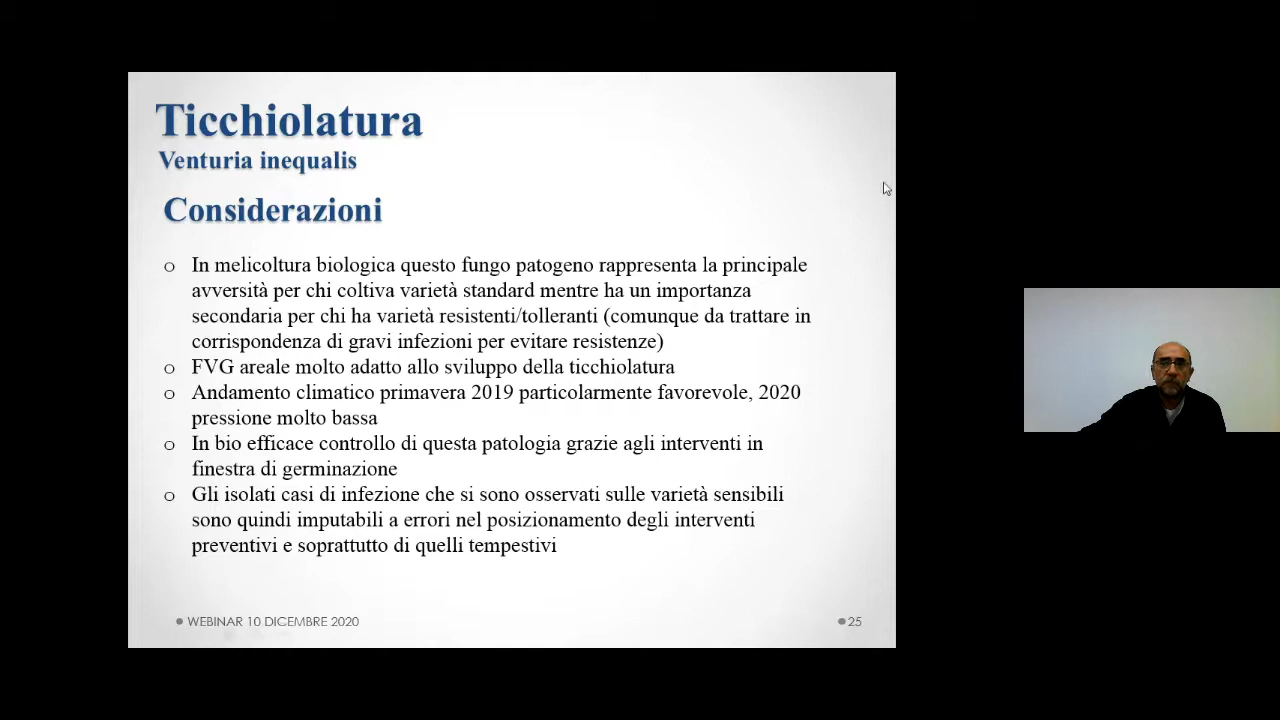 Ticchiolatura
Venturia inequalis
Considerazioni
o In melicoltura biologica questo fungo patogeno rappresenta la principale
avversità per chi coltiva varietà standard mentre ha un importanza
secondaria per chi ha varietà resistenti/tolleranti (comunque da trattare in
corrispondenza di gravi infezioni per evitare resistenze)
o FVG areale molto adatto allo sviluppo della ticchiolatura
o Andamento climatico primavera 2019 particolarmente favorevole, 2020
pressione molto bassa
o In bio efficace controllo di questa patologia grazie agli interventi in
finestra di germinazione
o Gli isolati casi di infezione che si sono osservati sulle varietà sensibili
sono quindi imputabili a errori nel posizionamento degli interventi
preventivi e soprattutto di quelli tempestivi
● WEBINAR 10 DICEMBRE 2020
● 25